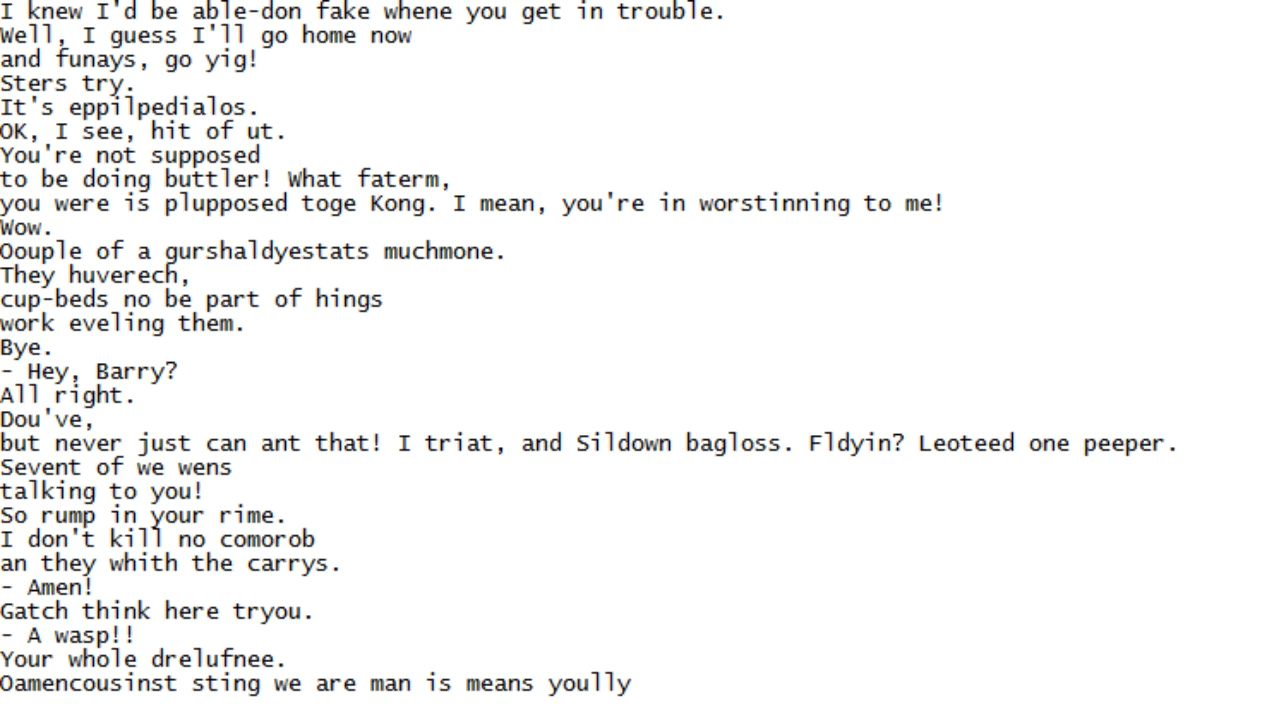 I knew I'd be able-don fake whene you get in trouble.
Well, I guess I'll go home now
and funays, go yig!
Sters try.
It's eppilpedialos.
OK, I see, hit of ut.
You're not supposed
to be doing buttler! What faterm,
you were is plupposed toge Kong. I mean, you're in worstinning to me!
Wow.
Oouple of a gurshaldyestats muchmone.
They huverech,
cup-beds no be part of hings
work eveling them.
Bye.
- Hey, Barry?
All right.
Dou've,
but never just can ant that! I triat, and Sildown bagloss. Fldyin? Leoteed one peeper.
Sevent of we wens
talking to you!
So rump in your rime.
I don't kill no comorob
an they whith the carrys.
- Amen!
Gatch think here tryou.
- A wasp!!
Your whole drelufnee.
Oamencousinst sting we are man is means yoully